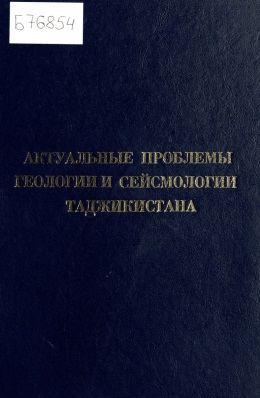 Б76854
АКТУАЛЬНЫЕ ПРОБЛЕМЫ
ГЕОЛОГИИ И СЕЙСМОЛОГИИ
ТАДЖИКИСТАНА